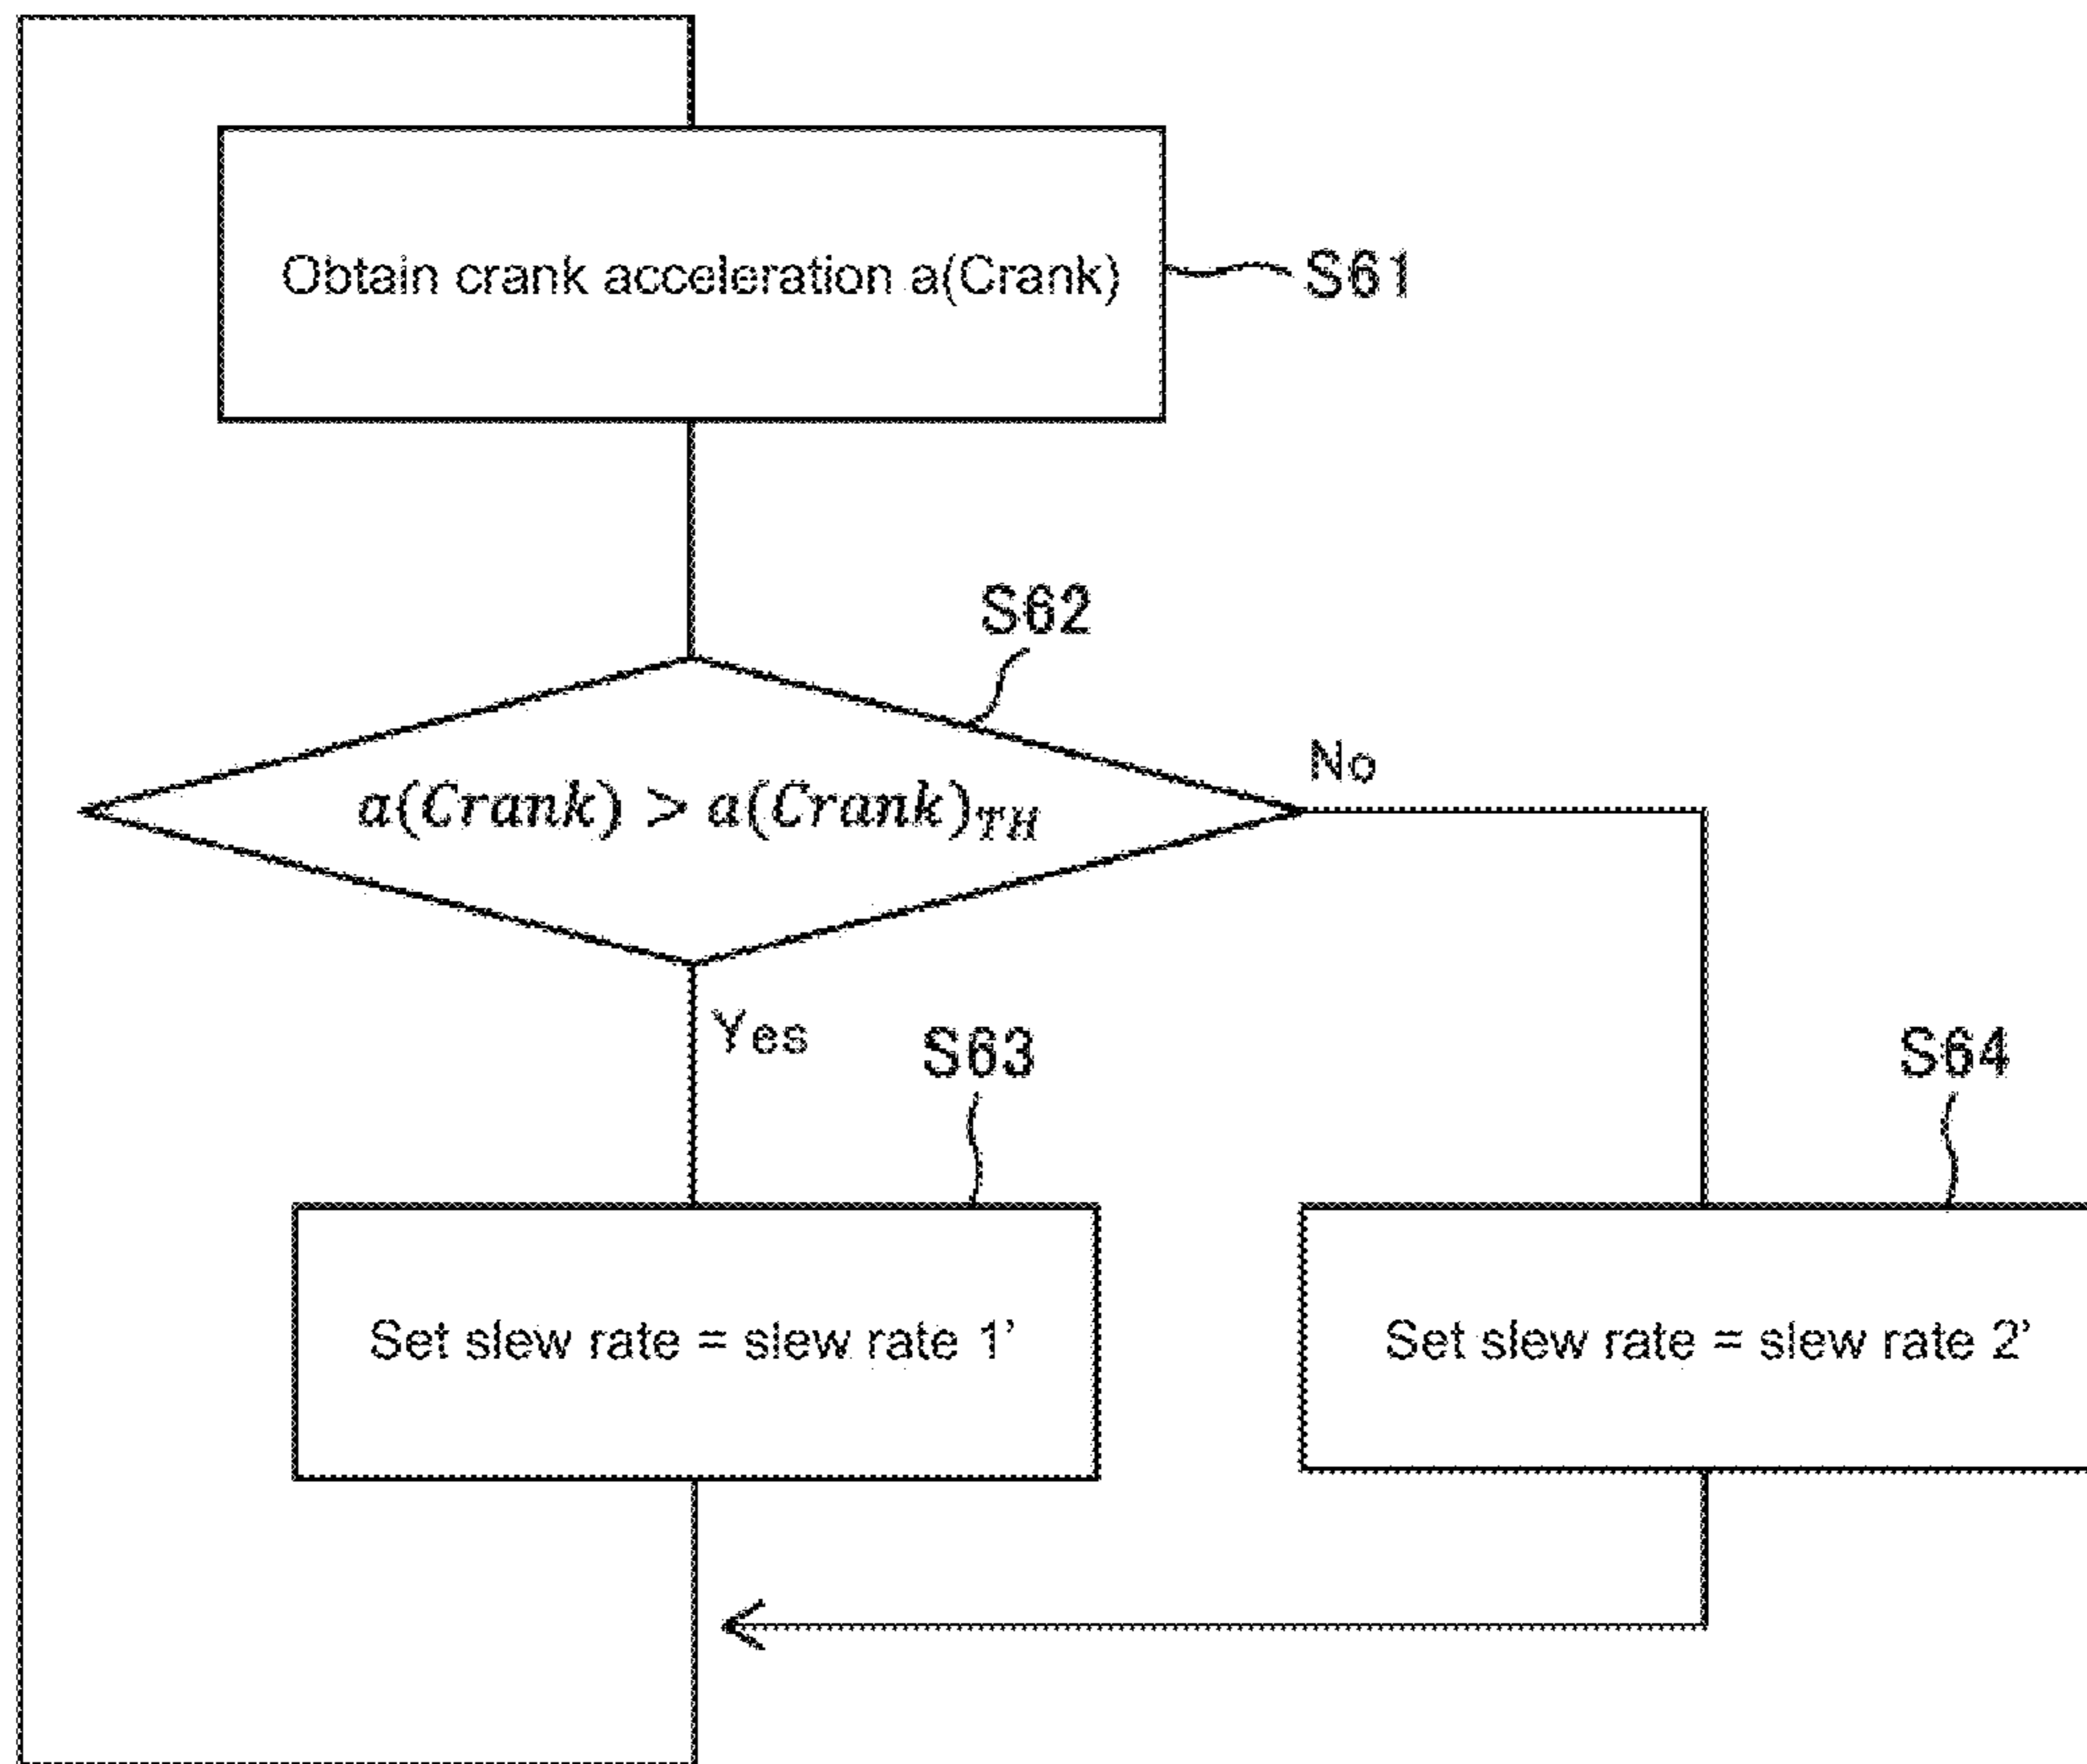 Obtain crank acceleration a(Crank)
S61
S62
a(Crank) > a(Crank)TH
No
Yes
S63
S64
Set slew rate = slew rate 1’
Set slew rate = slew rate 2’